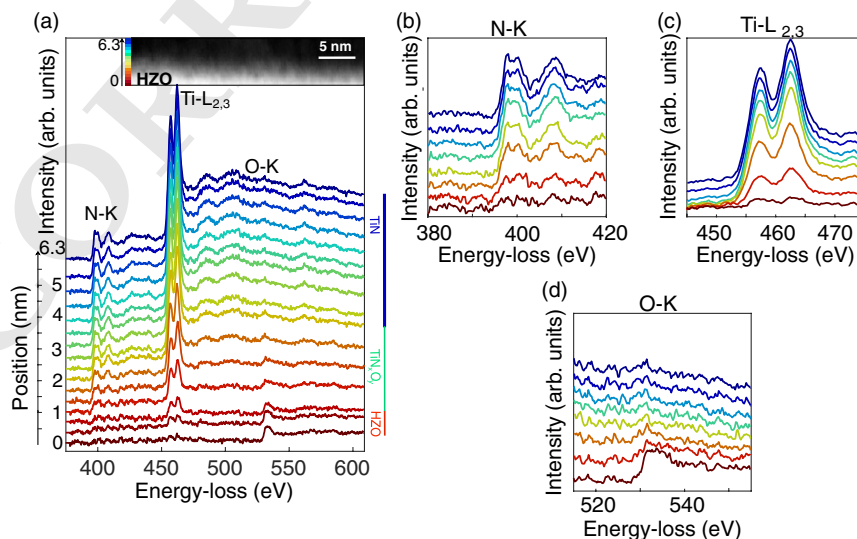 (a)
Intensity (arb. units)
6.3
0
HZO
5 nm
Ti-L2,3
O-K
N-K
TiN
TiNxOy
HZO
6.3
5
4
3
2
1
0
Position (nm)
400 450 500 550 600
Energy-loss (eV)
(b)
N-K
Intensity (arb. units)
380 400 420
Energy-loss (eV)
(c)
Ti-L 2,3
Intensity (arb. units)
450 460 470
Energy-loss (eV)
(d)
O-K
Intensity (arb. units)
520 540
Energy-loss (eV)